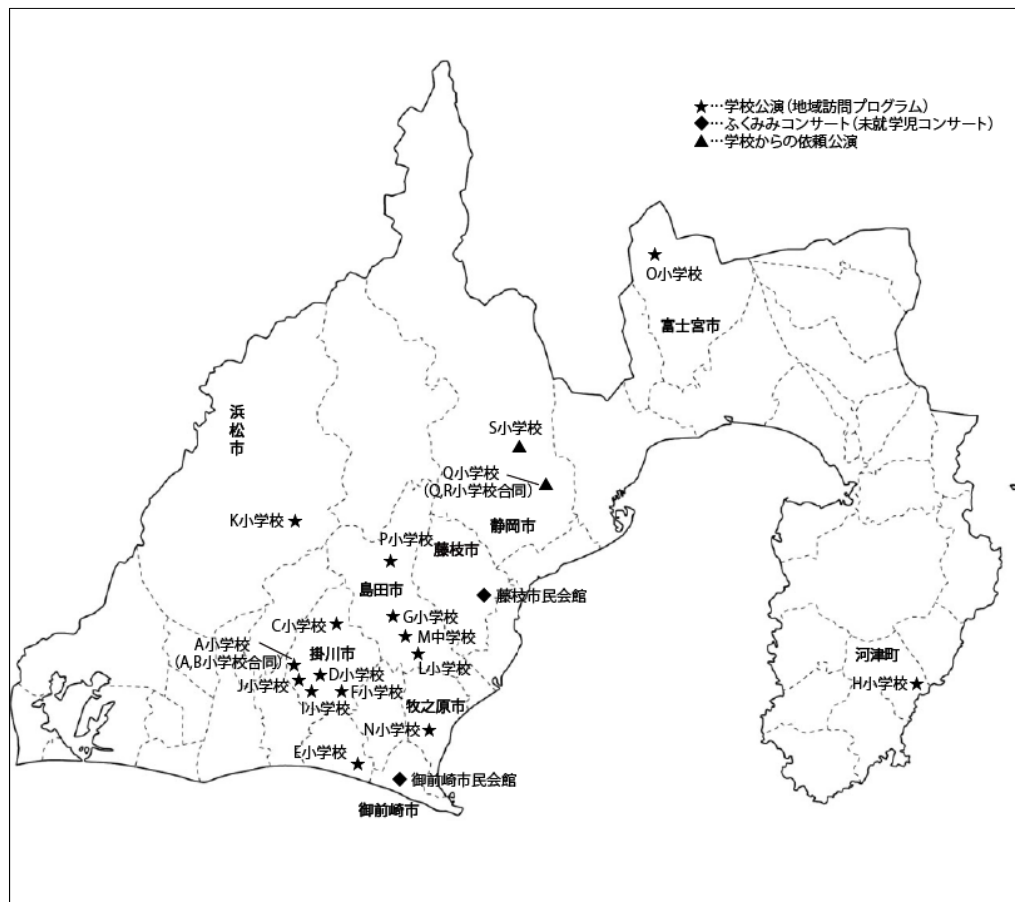 ★…学校公演(地域訪問プログラム)
◆…ふくみみコンサート(未就学児コンサート)
▲…学校からの依頼公演
O小学校
富士宮市
浜松市
S小学校
Q小学校
(Q,R小学校合同)
静岡市
K小学校
P小学校
藤枝市
島田市
藤枝市民会館
G小学校
C小学校
M中学校
A小学校
(A,B小学校合同)
掛川市
L小学校
D小学校
J小学校
F小学校
I小学校
牧之原市
N小学校
E小学校
御前崎市民会館
御前崎市
河津町
H小学校